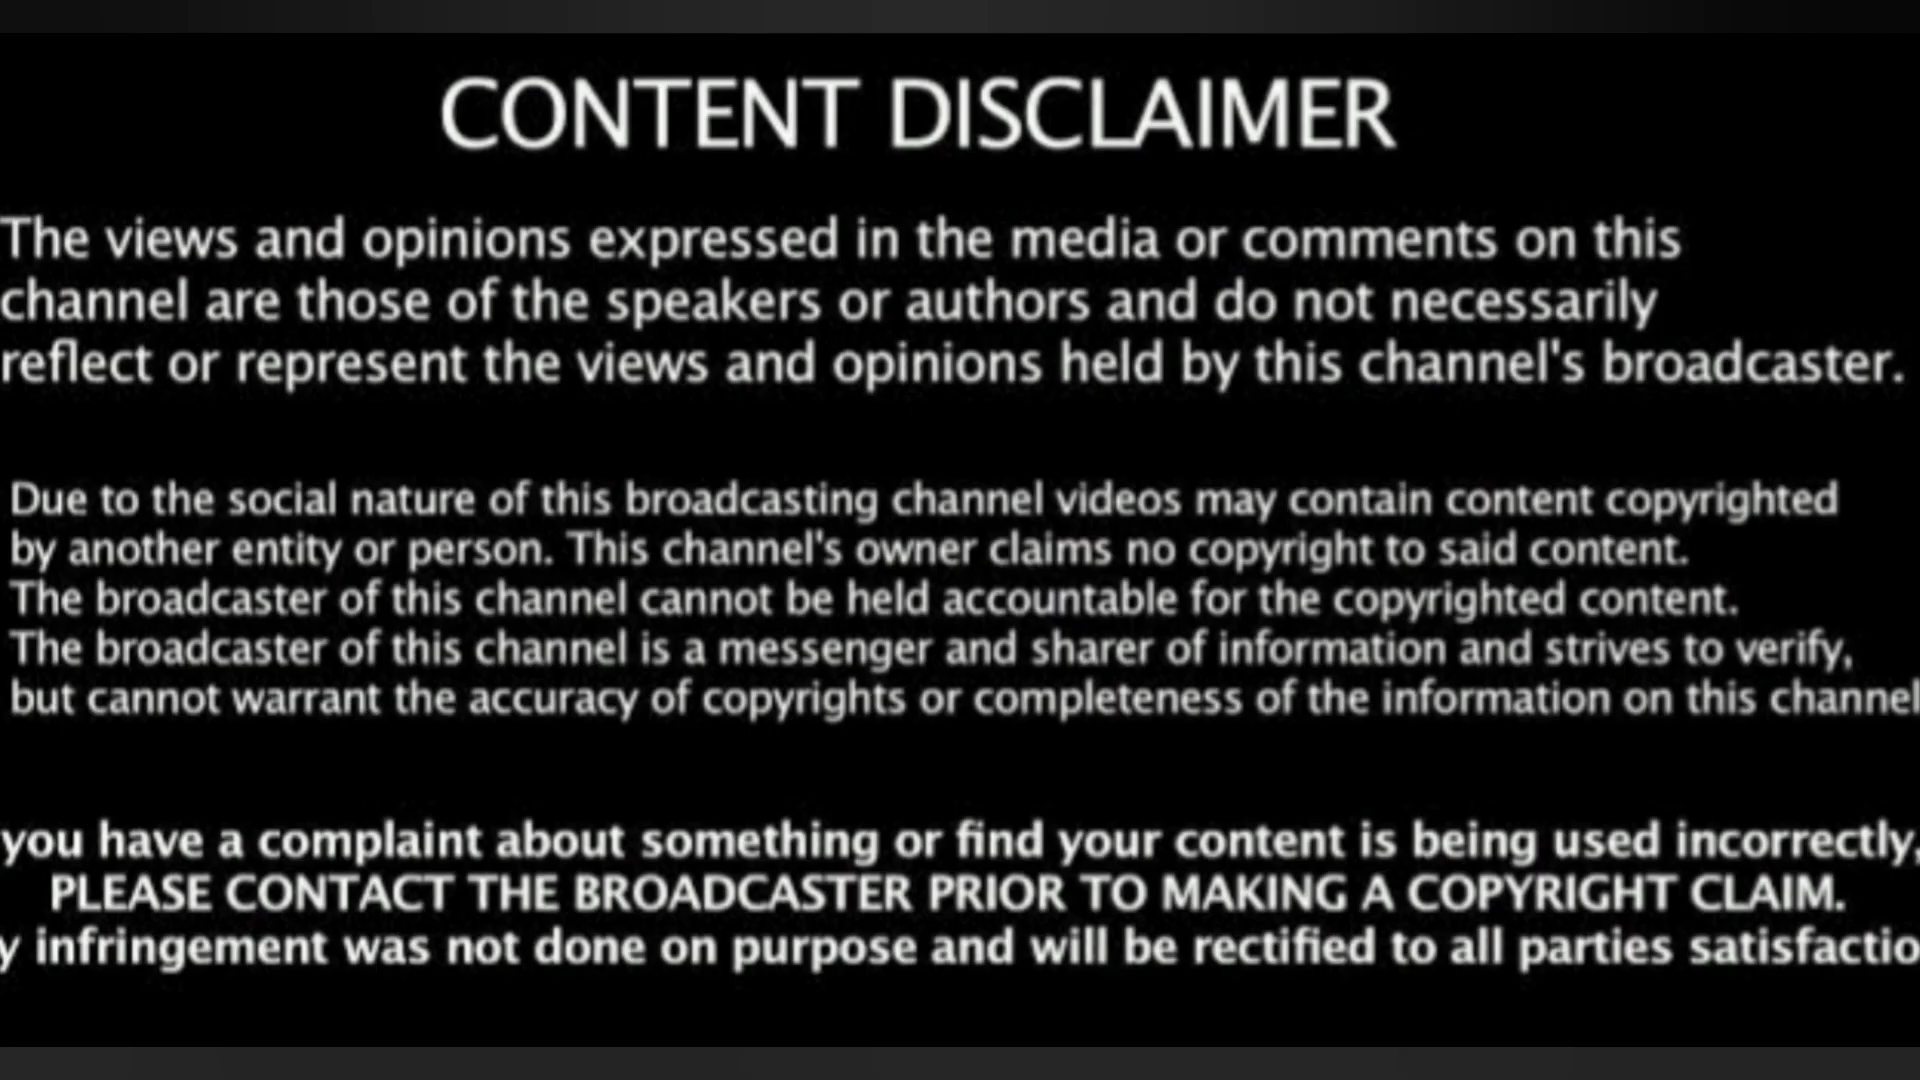 CONTENT DISCLAIMER
The views and opinions expressed in the media or comments on this
channel are those of the speakers or authors and do not necessarily
reflect or represent the views and opinions held by this channel's broadcaster.
Due to the social nature of this broadcasting channel videos may contain content copyrighted
by another entity or person. This channel's owner claims no copyright to said content.
The broadcaster of this channel cannot be held accountable for the copyrighted content.
The broadcaster of this channel is a messenger and sharer of information and strives to verify,
but cannot warrant the accuracy of copyrights or completeness of the information on this channel
you have a complaint about something or find your content is being used incorrectly,
PLEASE CONTACT THE BROADCASTER PRIOR TO MAKING A COPYRIGHT CLAIM.
y infringement was not done on purpose and will be rectified to all parties satisfactio